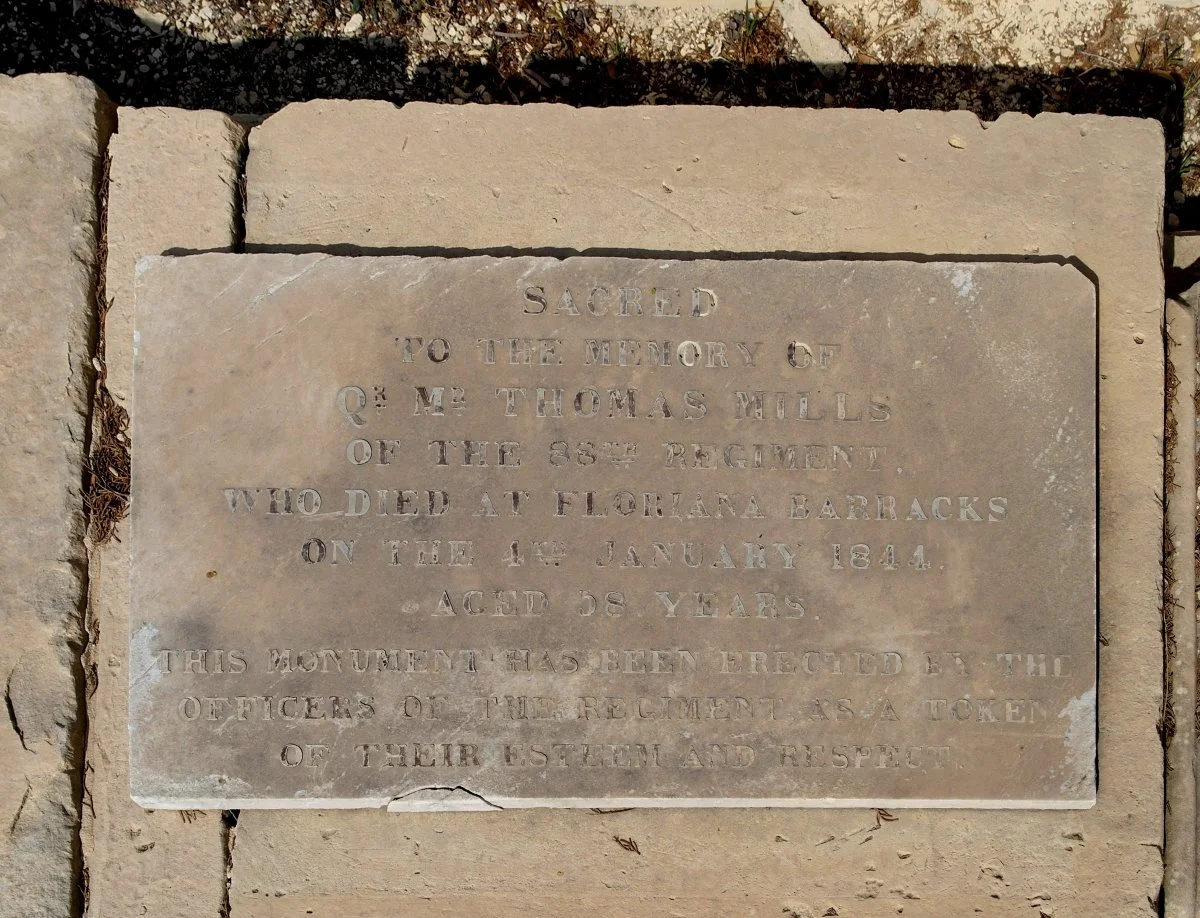 SACRED
TO THE MEMORY OF
QR MR THOMAS MILLS
OF THE 88TH REGIMENT.
WHO DIED AT FLORIANA BARRACKS
ON THE 4TH JANUARY 1844.
AGED YEARS.
THIS MONUMENT HAS BEEN ERECTED BY THE
OFFICERS OF THE REGIMENT AS A TOKEN
OF THEIR ESTEEM AND RESPECT.